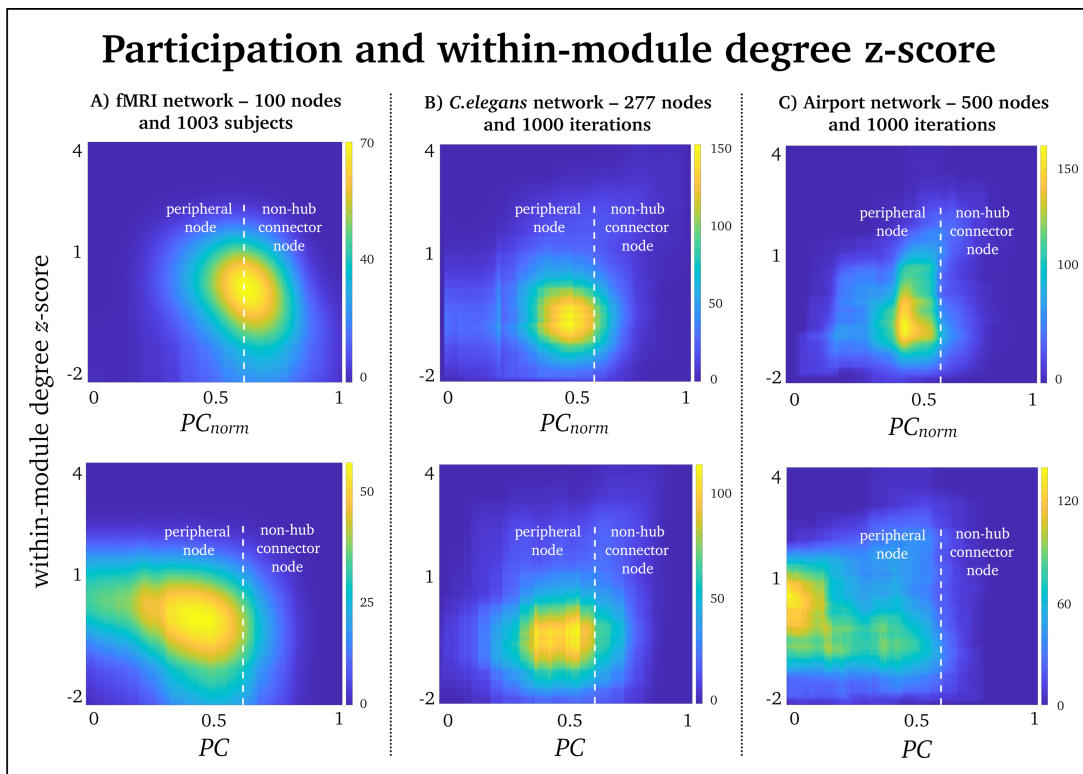 Participation and within-module degree z-score
A) fMRI network – 100 nodes
and 1003 subjects
B) C.elegans network – 277 nodes
and 1000 iterations
C) Airport network – 500 nodes
and 1000 iterations
within-module degree z-score
4
1
-2
0
0.5
1
PCnorm
peripheral
node
non-hub
connector
node
70
40
0
4
1
-2
0
0.5
1
PCnorm
peripheral
node
non-hub
connector
node
150
100
50
0
4
1
-2
0
0.5
1
PCnorm
peripheral
node
non-hub
connector
node
150
100
0
4
1
-2
0
0.5
1
PC
peripheral
node
non-hub
connector
node
50
25
0
4
1
-2
0
0.5
1
PC
peripheral
node
non-hub
connector
node
100
50
0
4
1
-2
0
0.5
1
PC
peripheral
node
non-hub
connector
node
120
60
0